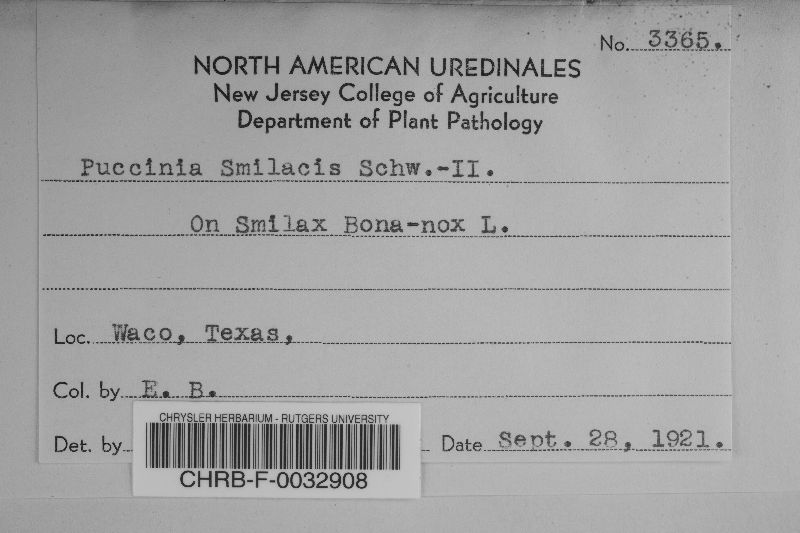 No. 3365.
NORTH AMERICAN UREDINALES
New Jersey College of Agriculture
Department of Plant Pathology
Puccinia Smilacis Schw.-II.
On Smilax Bona-nox L.
Loc. Waco, Texas,
Col. by E. B.
Det. by Date Sept. 28, 1921.
CHRYSLER HERBARIUM - RUTGERS UNIVERSITY
CHRB-F-0032908